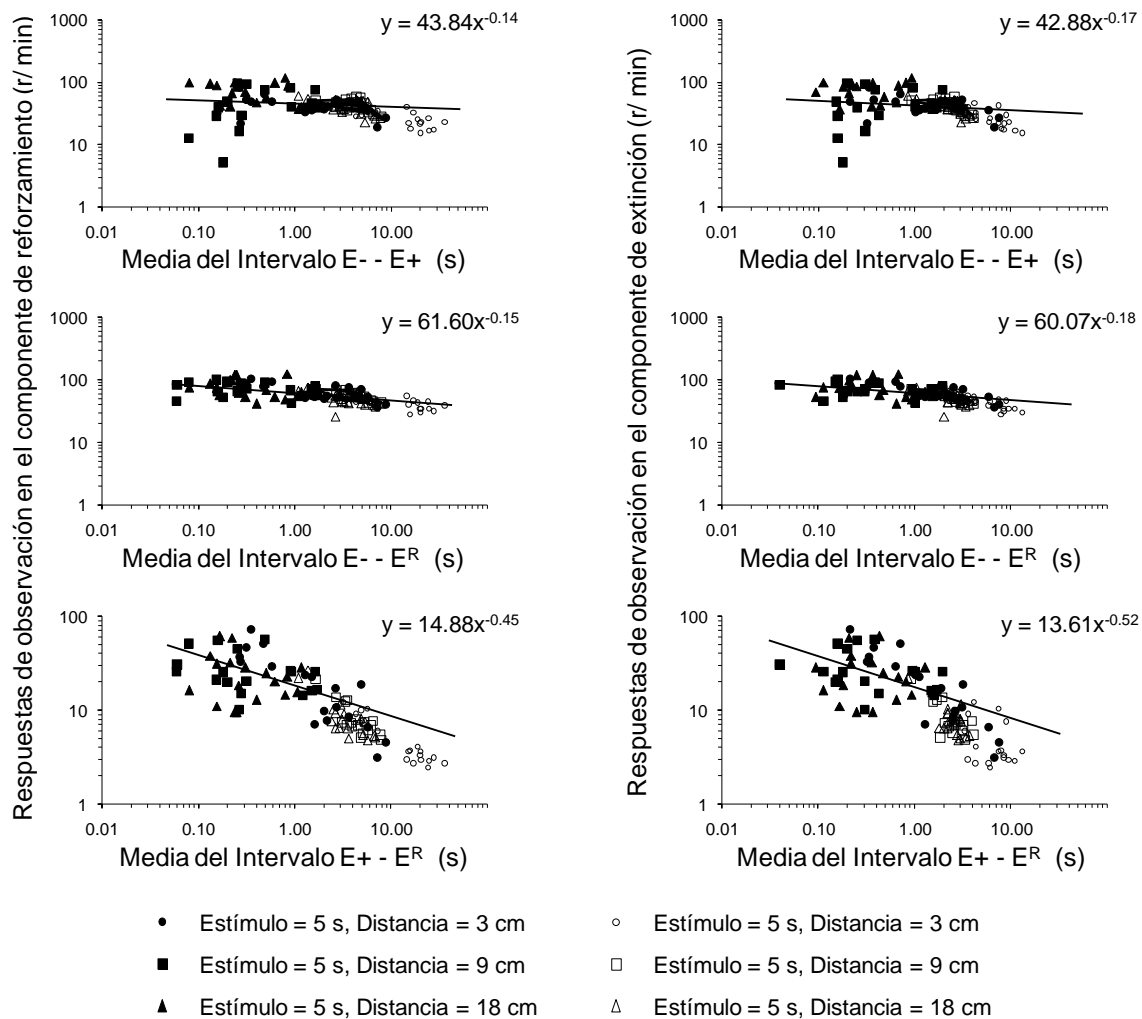 Respuestas de observación en el componente de reforzamiento (r/ min)
1000
100
10
1
0.01 0.10 1.00 10.00
y = 43.84x-0.14
Media del Intervalo E- - E+ (s)
1000
100
10
1
0.01 0.10 1.00 10.00
y = 61.60x-0.15
Media del Intervalo E- - ER (s)
100
10
1
0.01 0.10 1.00 10.00
y = 14.88x-0.45
Media del Intervalo E+ - ER (s)
Respuestas de observación en el componente de extinción (r/ min)
1000
100
10
1
0.01 0.10 1.00 10.00
y = 42.88x-0.17
Media del Intervalo E- - E+ (s)
1000
100
10
1
0.01 0.10 1.00 10.00
y = 60.07x-0.18
Media del Intervalo E- - ER (s)
100
10
1
0.01 0.10 1.00 10.00
y = 13.61x-0.52
Media del Intervalo E+ - ER (s)
Estímulo = 5 s, Distancia = 3 cm
Estímulo = 5 s, Distancia = 9 cm
Estímulo = 5 s, Distancia = 18 cm
Estímulo = 5 s, Distancia = 3 cm
Estímulo = 5 s, Distancia = 9 cm
Estímulo = 5 s, Distancia = 18 cm